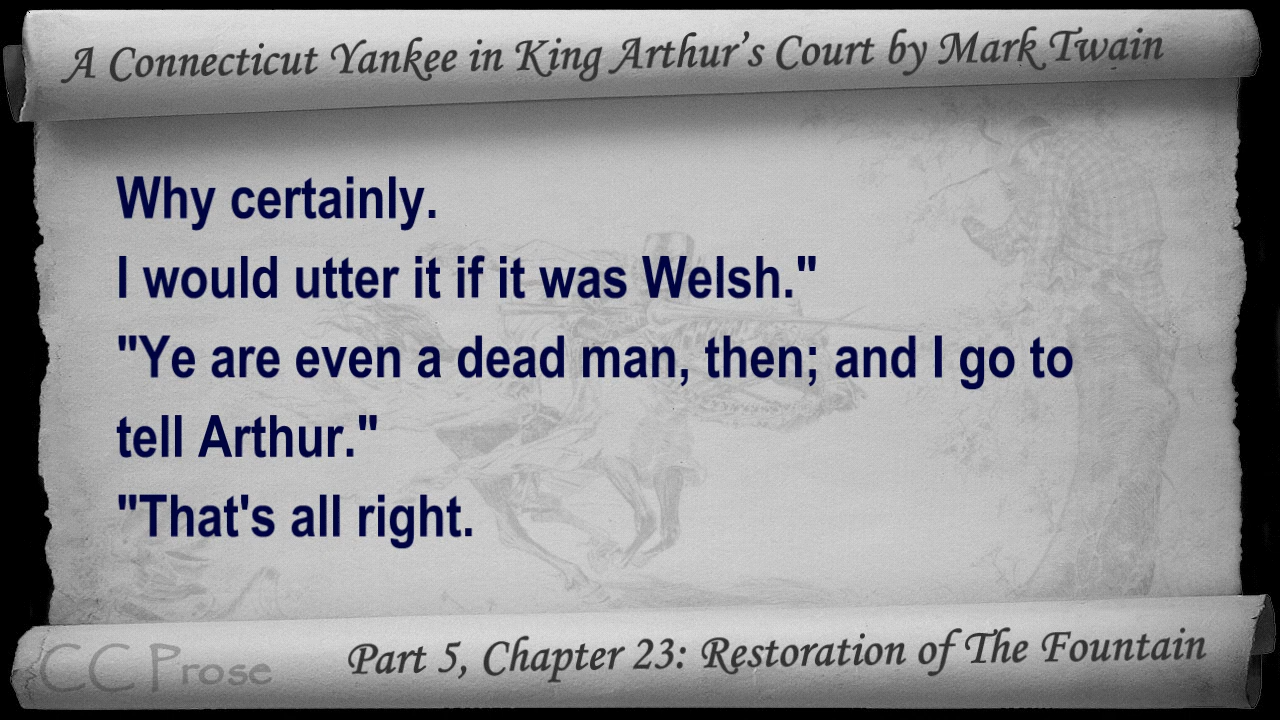 A Connecticut Yankee in King Arthur's Court by Mark Twain
Why certainly.
I would utter it if it was Welsh."
"Ye are even a dead man, then; and I go to
tell Arthur."
"That's all right.
CC Prose
Part 5, Chapter 23: Restoration of The Fountain